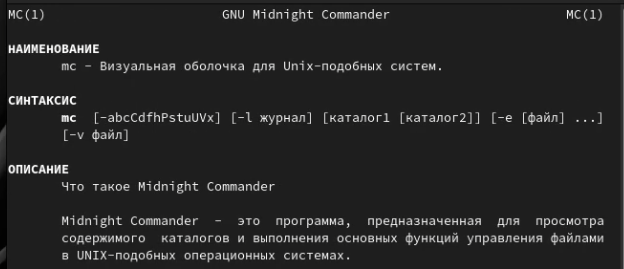 MC(1) GNU Midnight Commander MC(1)
НАИМЕНОВАНИЕ
mc - Визуальная оболочка для Unix-подобных систем.
СИНТАКСИС
mc [-abcCdfhPstuUVx] [-l журнал] [каталог1 [каталог2]] [-e [файл] ...]
[-v файл]
ОПИСАНИЕ
Что такое Midnight Commander
Midnight Commander - это программа, предназначенная для просмотра
содержимого каталогов и выполнения основных функций управления файлами
в UNIX-подобных операционных системах.